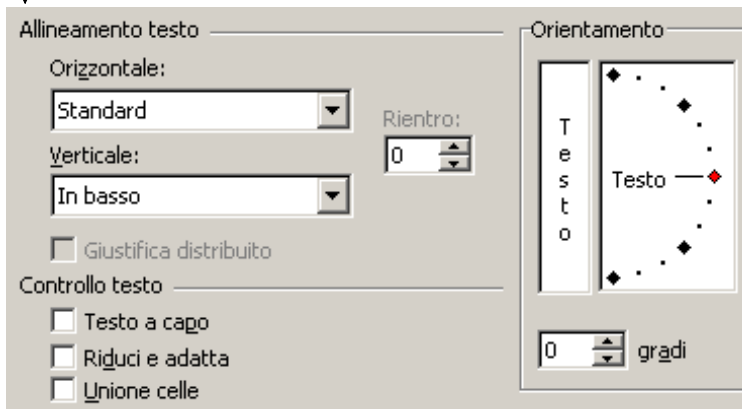 Allineamento testo
Orizzontale:
Standard
Rientro:
0
Verticale:
In basso
Giustifica distribuito
Controllo testo
Testo a capo
Riduci e adatta
Unione celle
Orientamento
Testo
Testo
0 gradi